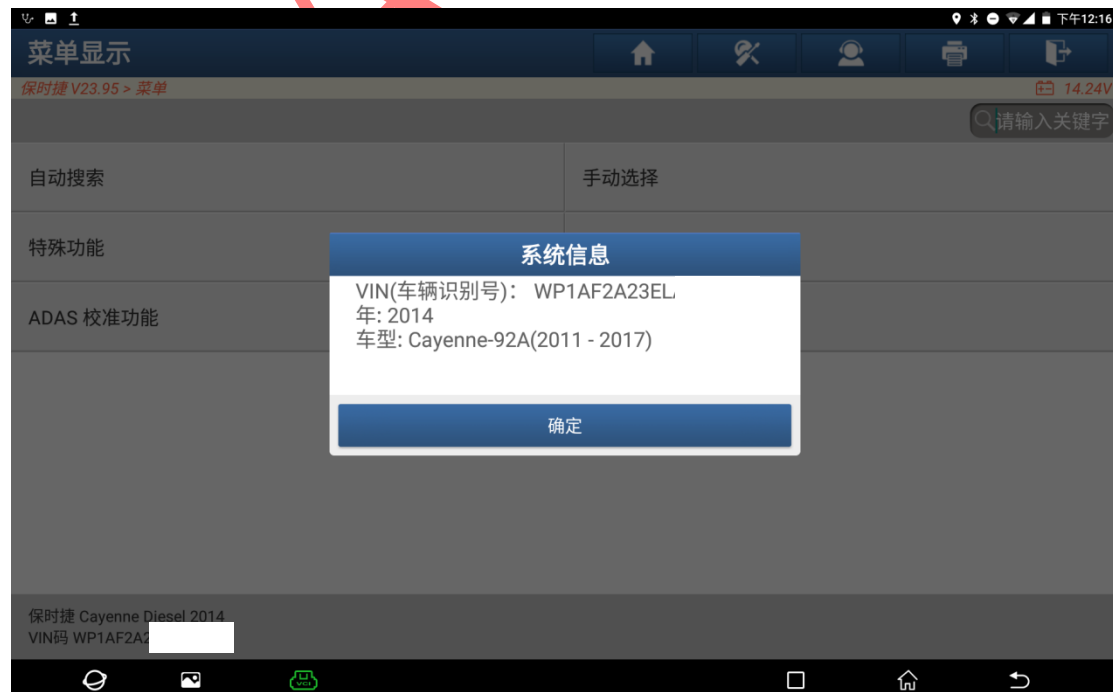 下午12:16
菜单显示
保时捷 V23.95 > 菜单
14.24V
请输入关键字
自动搜索
手动选择
特殊功能
系统信息
VIN(车辆识别号): WP1AF2A23EL
年: 2014
车型: Cayenne-92A(2011 - 2017)
ADAS 校准功能
确定
保时捷 Cayenne Diesel 2014
VIN码 WP1AF2A2
VCI